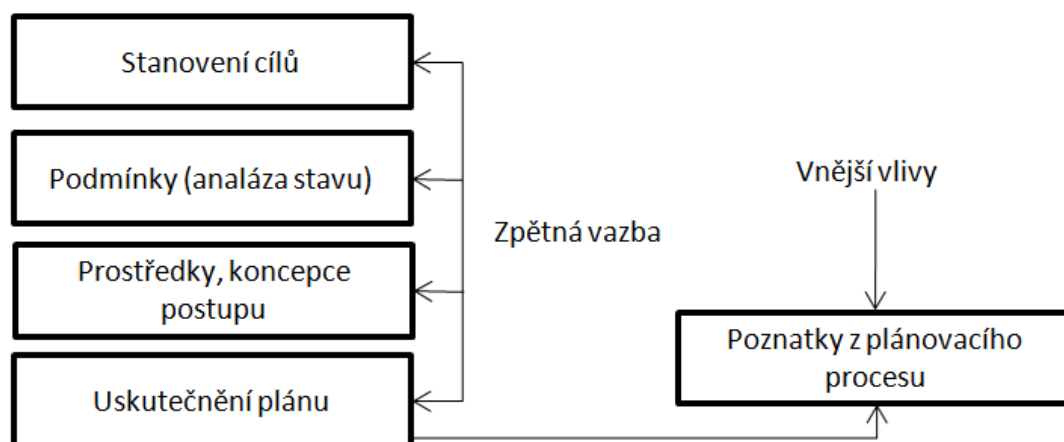 Stanovení cílů
Podmínky (analáza stavu)
Prostředky, koncepce
postupu
Uskutečnění plánu
Zpětná vazba
Vnější vlivy
Poznatky z plánovacího
procesu